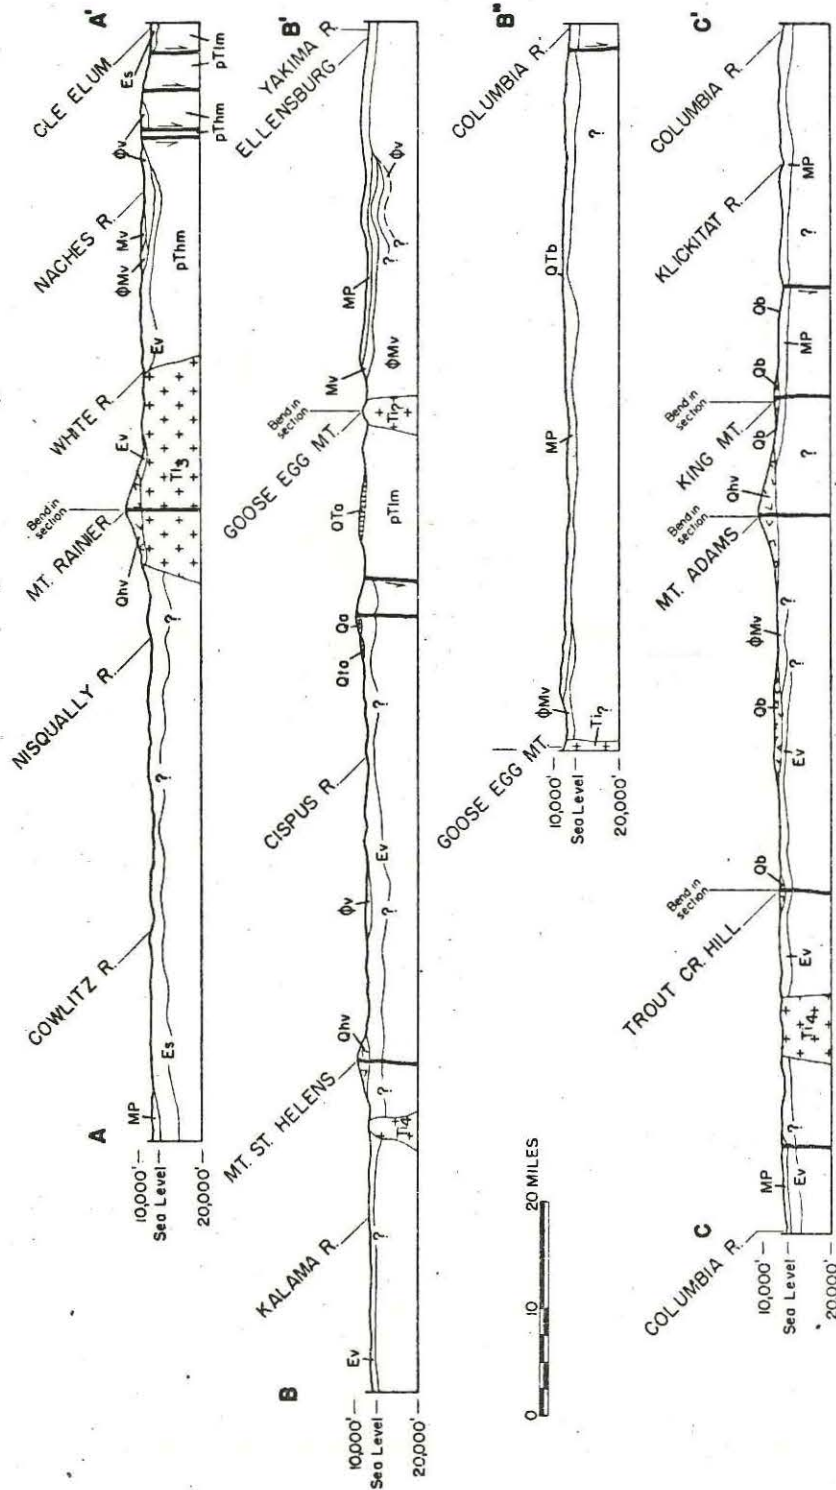 A
A'
COWLITZ R.
NISQUALLY R.
MT. RAINIER
Bend in
section
WHITE R.
NACHES R.
CLE ELUM
10,000'
Sea Level
20,000'
MP
Es
?
?
Qhv
Ev
Ti3
Ev
ΦMv
Mv
Φv
pThm
pThm
Es
pTlm
B
B'
KALAMA R.
MT. ST. HELENS
CISPUS R.
GOOSE EGG MT.
Bend in
section
ELLENSBURG
YAKIMA R.
10,000'
Sea Level
20,000'
Ev
?
Ti4
?
Qhv
?
Φv
?
Ev
?
Qta
Qa
QTa
pTlm
Ti?
Mv
MP
ΦMv
?
?
Φv
B"
GOOSE EGG MT.
COLUMBIA R.
10,000'
Sea Level
20,000'
Ti?
ΦMv
MP
QTb
?
0
10
20 MILES
C
C'
COLUMBIA R.
TROUT CR. HILL
Bend in
section
MT. ADAMS
Bend in
section
KING MT.
Bend in
section
KLICKITAT R.
COLUMBIA R.
10,000'
Sea Level
20,000'
MP
Ev
?
Ti4
Ev
Qb
Ev
Qb
?
ΦMv
?
Qhv
Qb
?
Qb
MP
Qb
?
MP